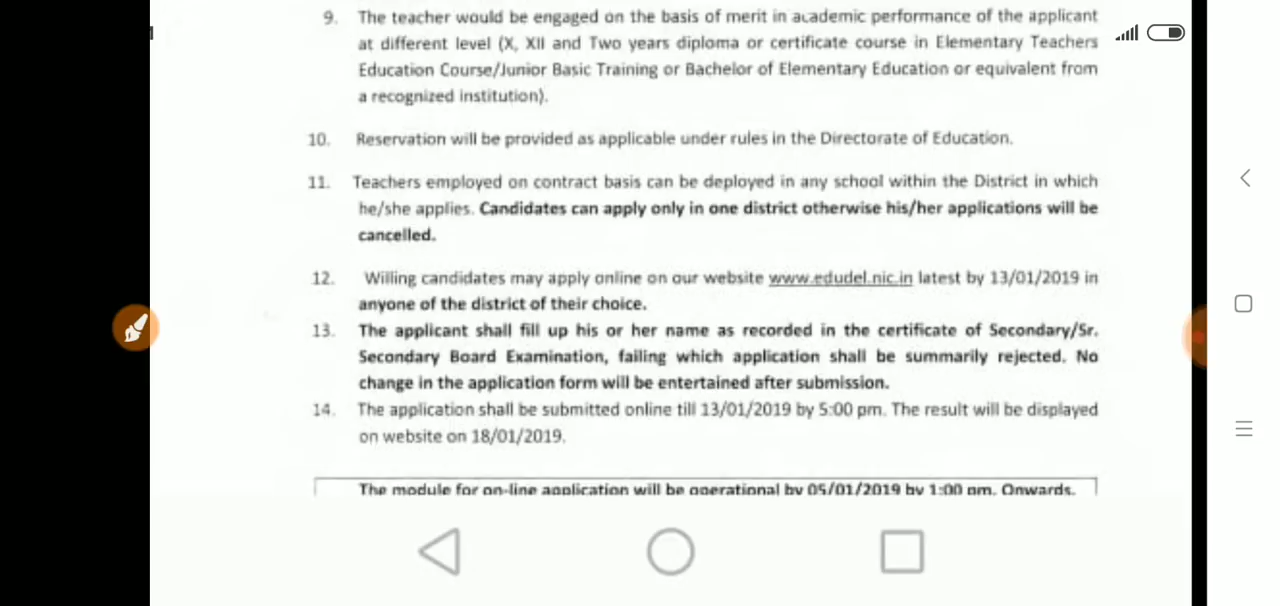 9. The teacher would be engaged on the basis of merit in academic performance of the applicant
at different level (X, XII and Two years diploma or certificate course in Elementary Teachers
Education Course/Junior Basic Training or Bachelor of Elementary Education or equivalent from
a recognized institution).
10. Reservation will be provided as applicable under rules in the Directorate of Education.
11. Teachers employed on contract basis can be deployed in any school within the District in which
he/she applies. Candidates can apply only in one district otherwise his/her applications will be
cancelled.
12. Willing candidates may apply online on our website www.edudel.nic.in latest by 13/01/2019 in
anyone of the district of their choice.
13. The applicant shall fill up his or her name as recorded in the certificate of Secondary/Sr.
Secondary Board Examination, failing which application shall be summarily rejected. No
change in the application form will be entertained after submission.
14. The application shall be submitted online till 13/01/2019 by 5:00 pm. The result will be displayed
on website on 18/01/2019.
The module for on-line application will be operational by 05/01/2019 by 1:00 pm. Onwards.